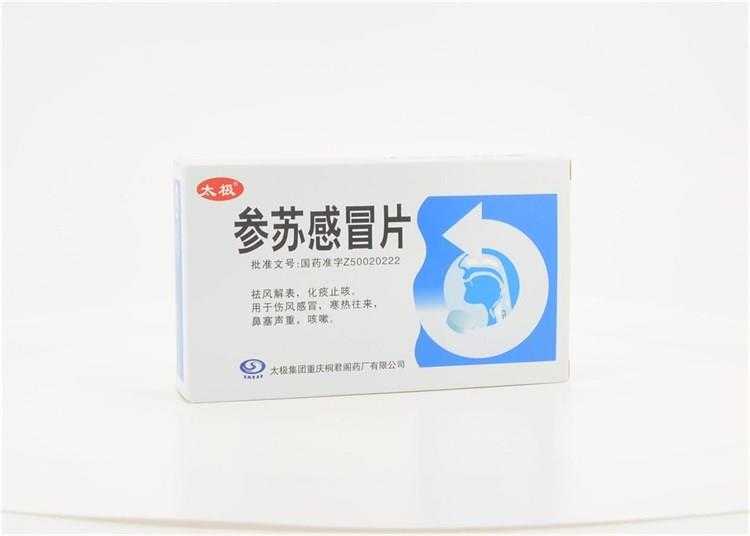 太极®
参苏感冒片
批准文号:国药准字Z50020222
祛风解表，化痰止咳。
用于伤风感冒，寒热往来，
鼻塞声重，咳嗽。
TAIJI
太极集团重庆桐君阁药厂有限公司